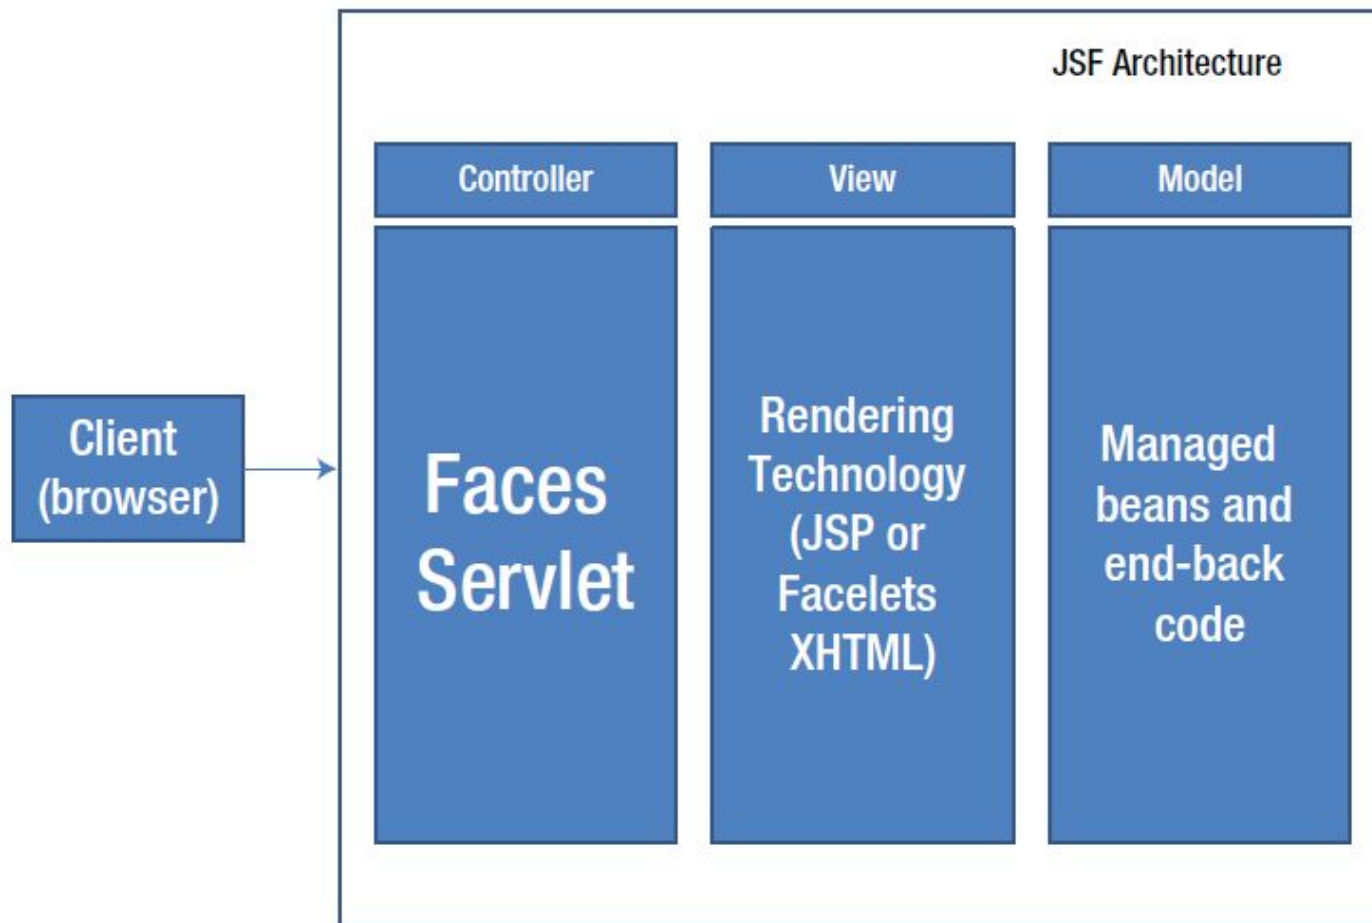 JSF Architecture
Client
(browser)
Controller
Faces
Servlet
View
Rendering
Technology
(JSP or
Facelets
XHTML)
Model
Managed
beans and
end-back
code